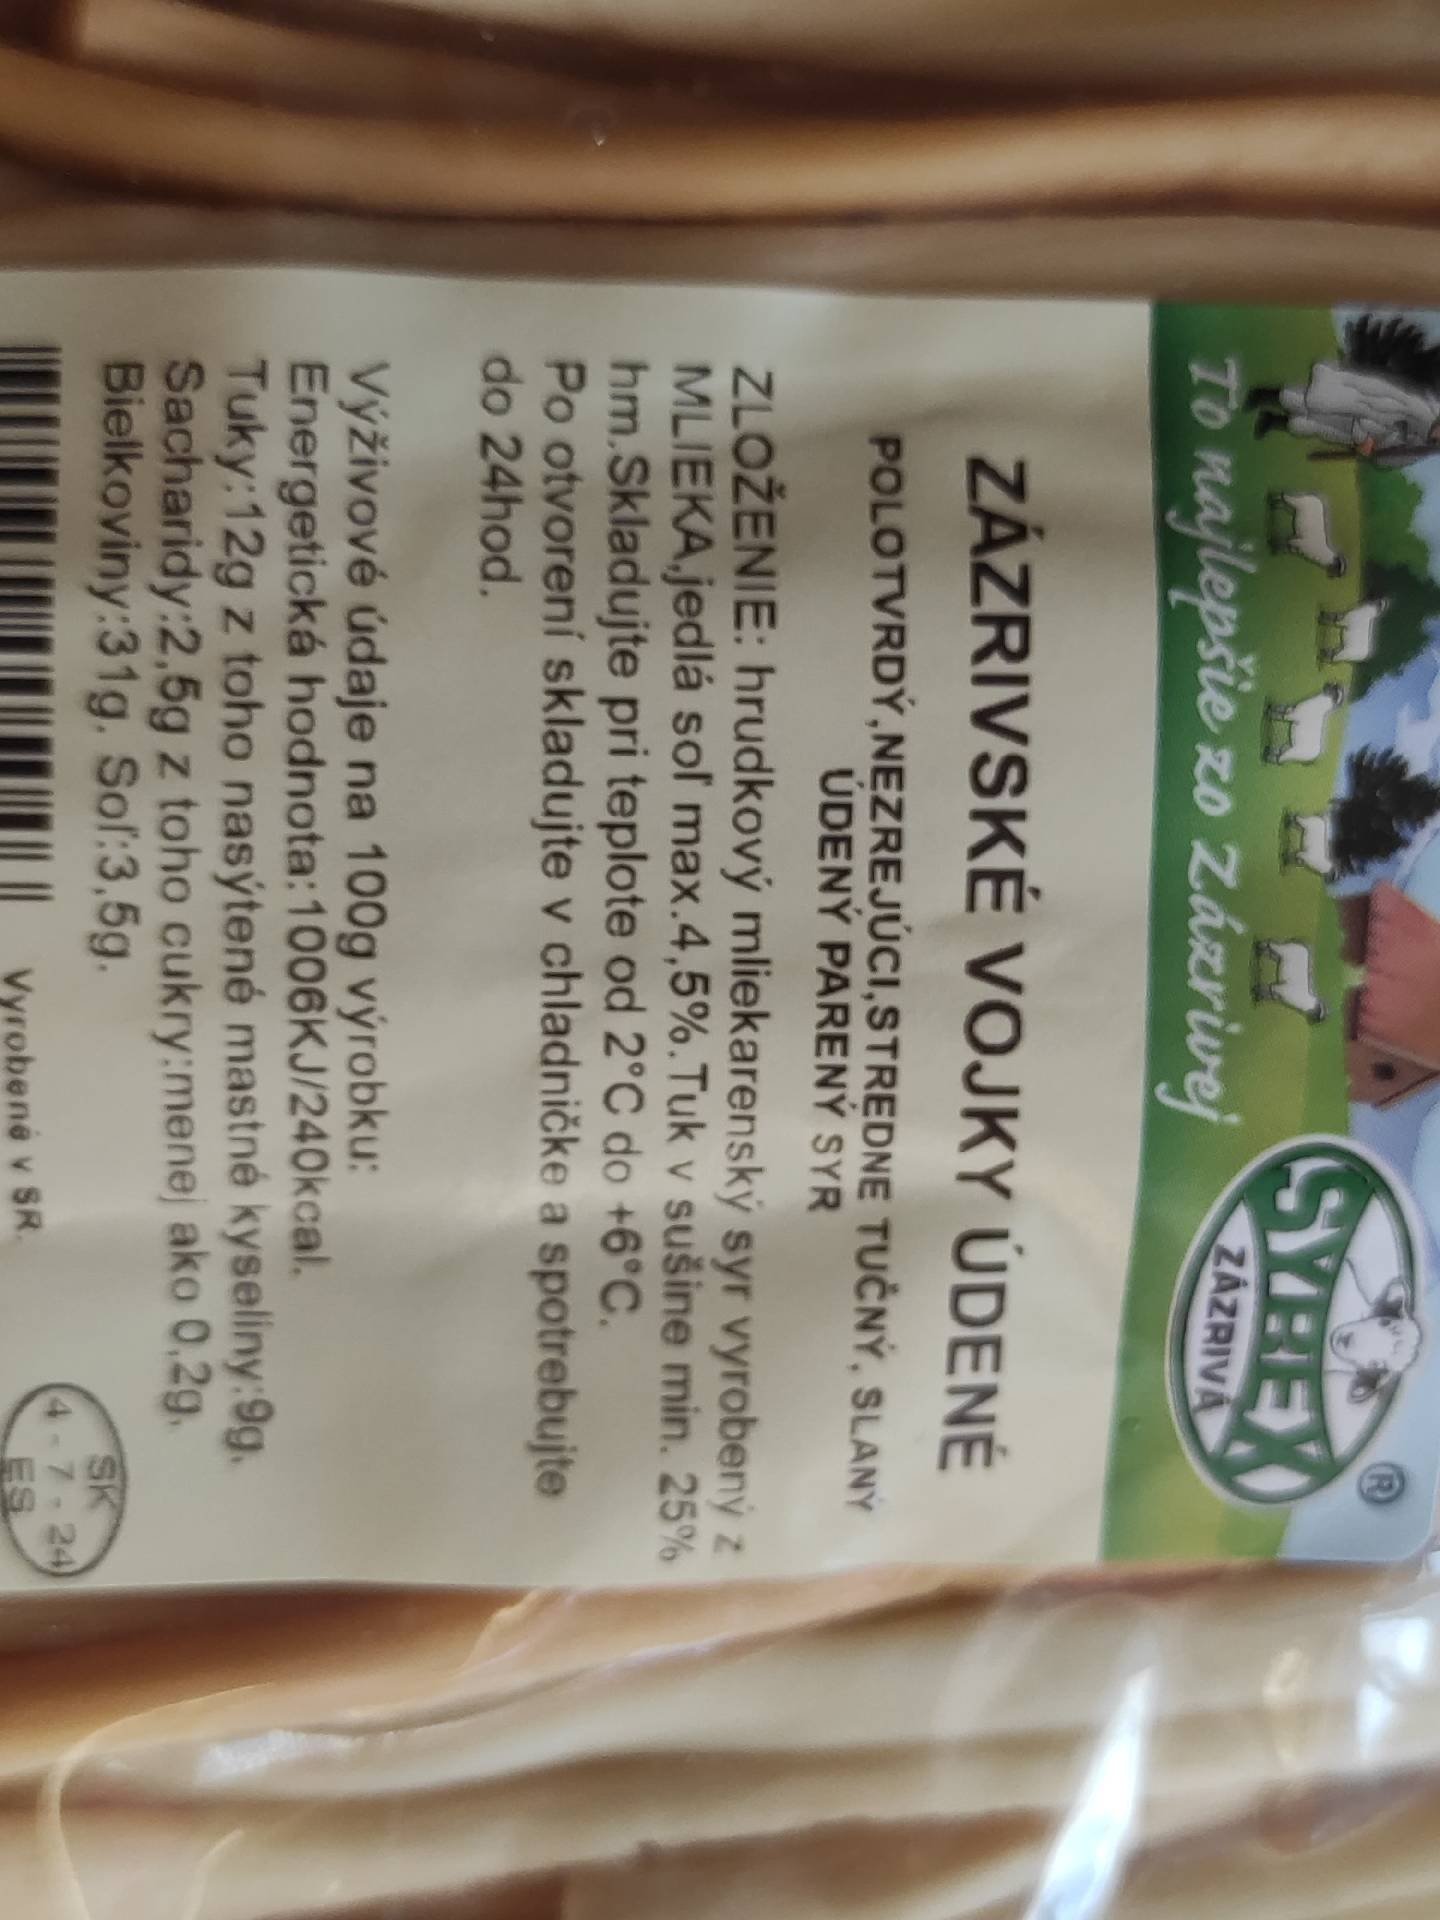 To najlepšie zo Zázrivej
SYREX
ZÁZRIVÁ
®
ZÁZRIVSKÉ VOJKY ÚDENÉ
POLOTVRDÝ,NEZREJÚCI,STREDNE TUČNÝ, SLANÝ
ÚDENÝ PARENÝ SYR
ZLOŽENIE: hrudkový mliekarenský syr vyrobený z
MLIEKA,jedlá soľ max.4,5%.Tuk v sušine min. 25%
hm.Skladujte pri teplote od 2°C do +6°C.
Po otvorení skladujte v chladničke a spotrebujte
do 24hod.
Výživové údaje na 100g výrobku:
Energetická hodnota:1006KJ/240kcal.
Tuky:12g z toho nasýtené mastné kyseliny:9g.
Sacharidy:2,5g z toho cukry:menej ako 0,2g.
Bielkoviny:31g. Soľ:3,5g.
Vyrobené v SR.
SK
4 - 7 - 24
ES